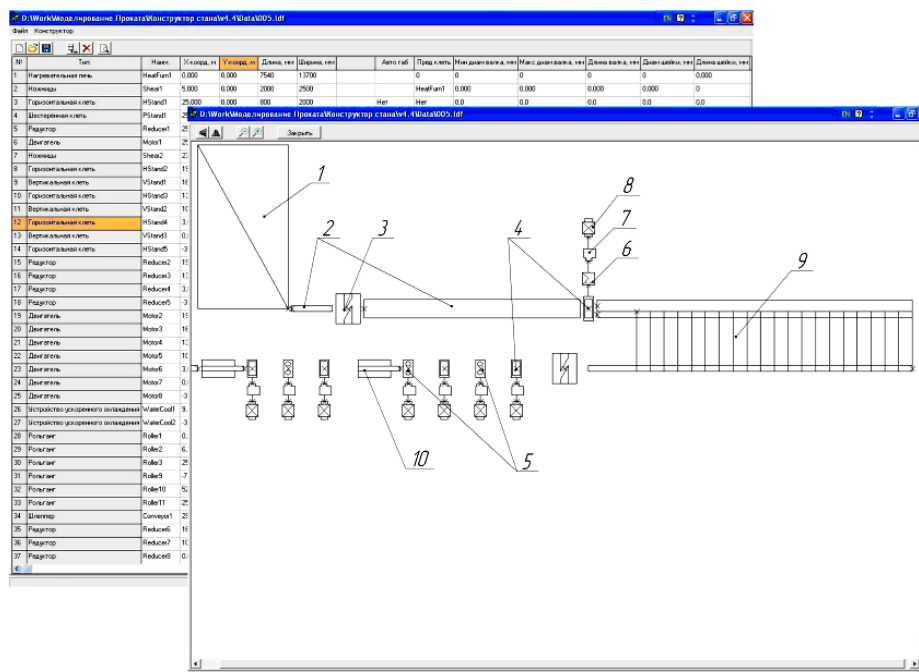 D:\Work\Моделирование Проката\Конструктор стана\v4.4\Data\005.ldf
EN
Файл Конструктор
№ Тип Наим. X-коорд, м Y-коорд, м Длина, мм Ширина, мм Авто габ Пред клеть Мин диам валка, мм Макс диам валка, мм Длина валка, мм Диам шейки, мм Длина шейки, мм
1 Нагревательная печь HeatFurn1 0,000 0,000 7540 13700 0 0 0 0 0 0,000
2 Ножницы Shear1 5,000 0,000 2000 2500 HeatFurn1 0,000 0,000 0,000 0,000 0
3 Горизонтальная клеть HStand1 25,000 0,000 800 2000 Нет Нет 0,0 0,0 0,0 0,0 0,0
4 Шестерённая клеть PStand1
5 Редуктор Reducer1
6 Двигатель Motor1
7 Ножницы Shear2
8 Горизонтальная клеть HStand2
9 Вертикальная клеть VStand1
10 Горизонтальная клеть HStand3
11 Вертикальная клеть VStand2
12 Горизонтальная клеть HStand4
13 Вертикальная клеть VStand3
14 Горизонтальная клеть HStand5
15 Редуктор Reducer2
16 Редуктор Reducer3
17 Редуктор Reducer4
18 Редуктор Reducer5
19 Двигатель Motor2
20 Двигатель Motor3
21 Двигатель Motor4
22 Двигатель Motor5
23 Двигатель Motor6
24 Двигатель Motor7
25 Двигатель Motor8
26 Устройство ускоренного охлаждения WaterCool1
27 Устройство ускоренного охлаждения WaterCool2
28 Рольганг Roller1
29 Рольганг Roller2
30 Рольганг Roller3
31 Рольганг Roller9
32 Рольганг Roller10
33 Рольганг Roller11
34 Шлеппер Conveyor1
35 Редуктор Reducer6
36 Редуктор Reducer7
37 Редуктор Reducer8
D:\Work\Моделирование Проката\Конструктор стана\v4.4\Data\005.ldf
EN
Закрыть
1
2
3
4
8
7
6
9
10
5